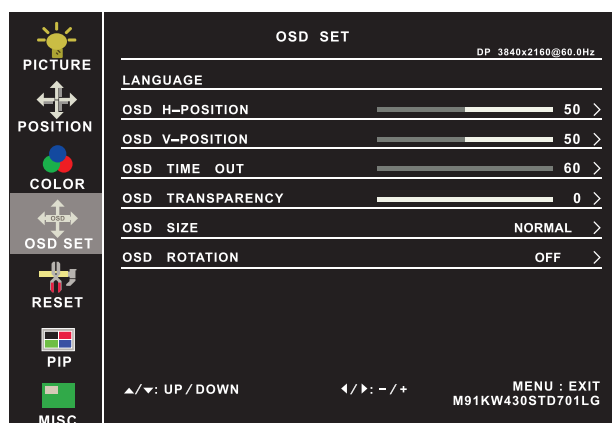 OSD SET
DP 3840x2160@60.0Hz
PICTURE
POSITION
COLOR
OSD
OSD SET
RESET
PIP
MISC
LANGUAGE
OSD H-POSITION 50
OSD V-POSITION 50
OSD TIME OUT 60
OSD TRANSPARENCY 0
OSD SIZE NORMAL
OSD ROTATION OFF
▲/▼: UP/DOWN ◀/▶: -/+ MENU : EXIT
M91KW430STD701LG